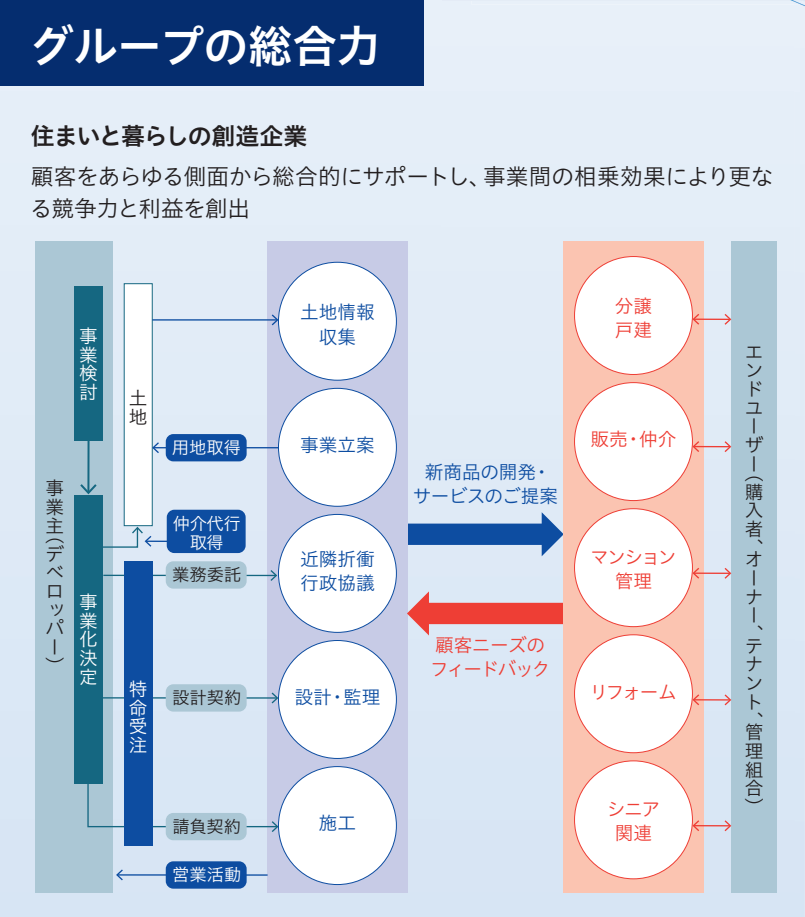 グループの総合力
住まいと暮らしの創造企業
顧客をあらゆる側面から総合的にサポートし、事業間の相乗効果により更な
る競争力と利益を創出
事業主(デベロッパー)
事業検討
事業化決定
土地
特命受注
用地取得
仲介代行
取得
業務委託
設計契約
請負契約
営業活動
土地情報
収集
事業立案
近隣折衝
行政協議
設計・監理
施工
新商品の開発・
サービスのご提案
顧客ニーズの
フィードバック
分譲
戸建
販売・仲介
マンション
管理
リフォーム
シニア
関連
エンドユーザー(購入者、オーナー、テナント、管理組合)